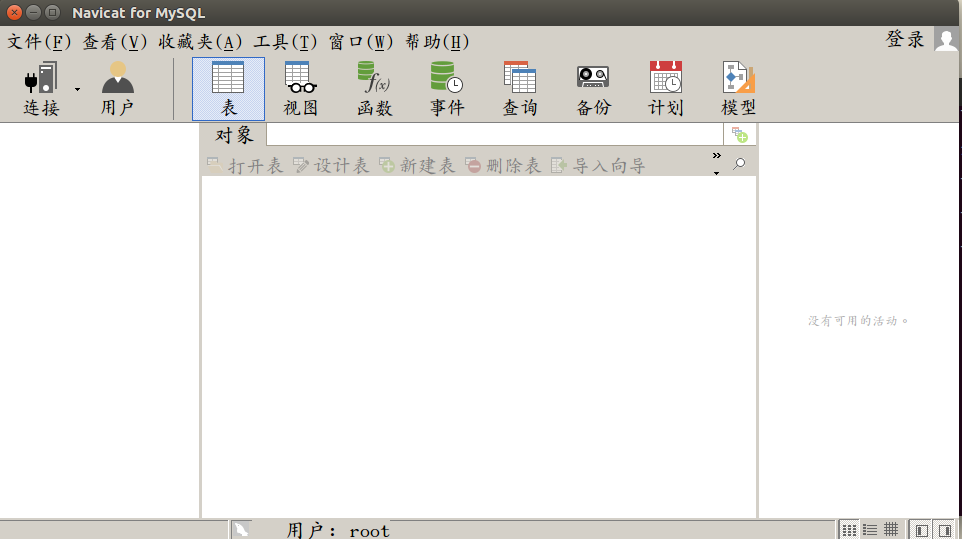 Navicat for MySQL
文件(F) 查看(V) 收藏夹(A) 工具(T) 窗口(W) 帮助(H) 登录
连接 用户 表 视图 函数 事件 查询 备份 计划 模型
对象
打开表 设计表 新建表 删除表 导入向导
没有可用的活动。
用户: root